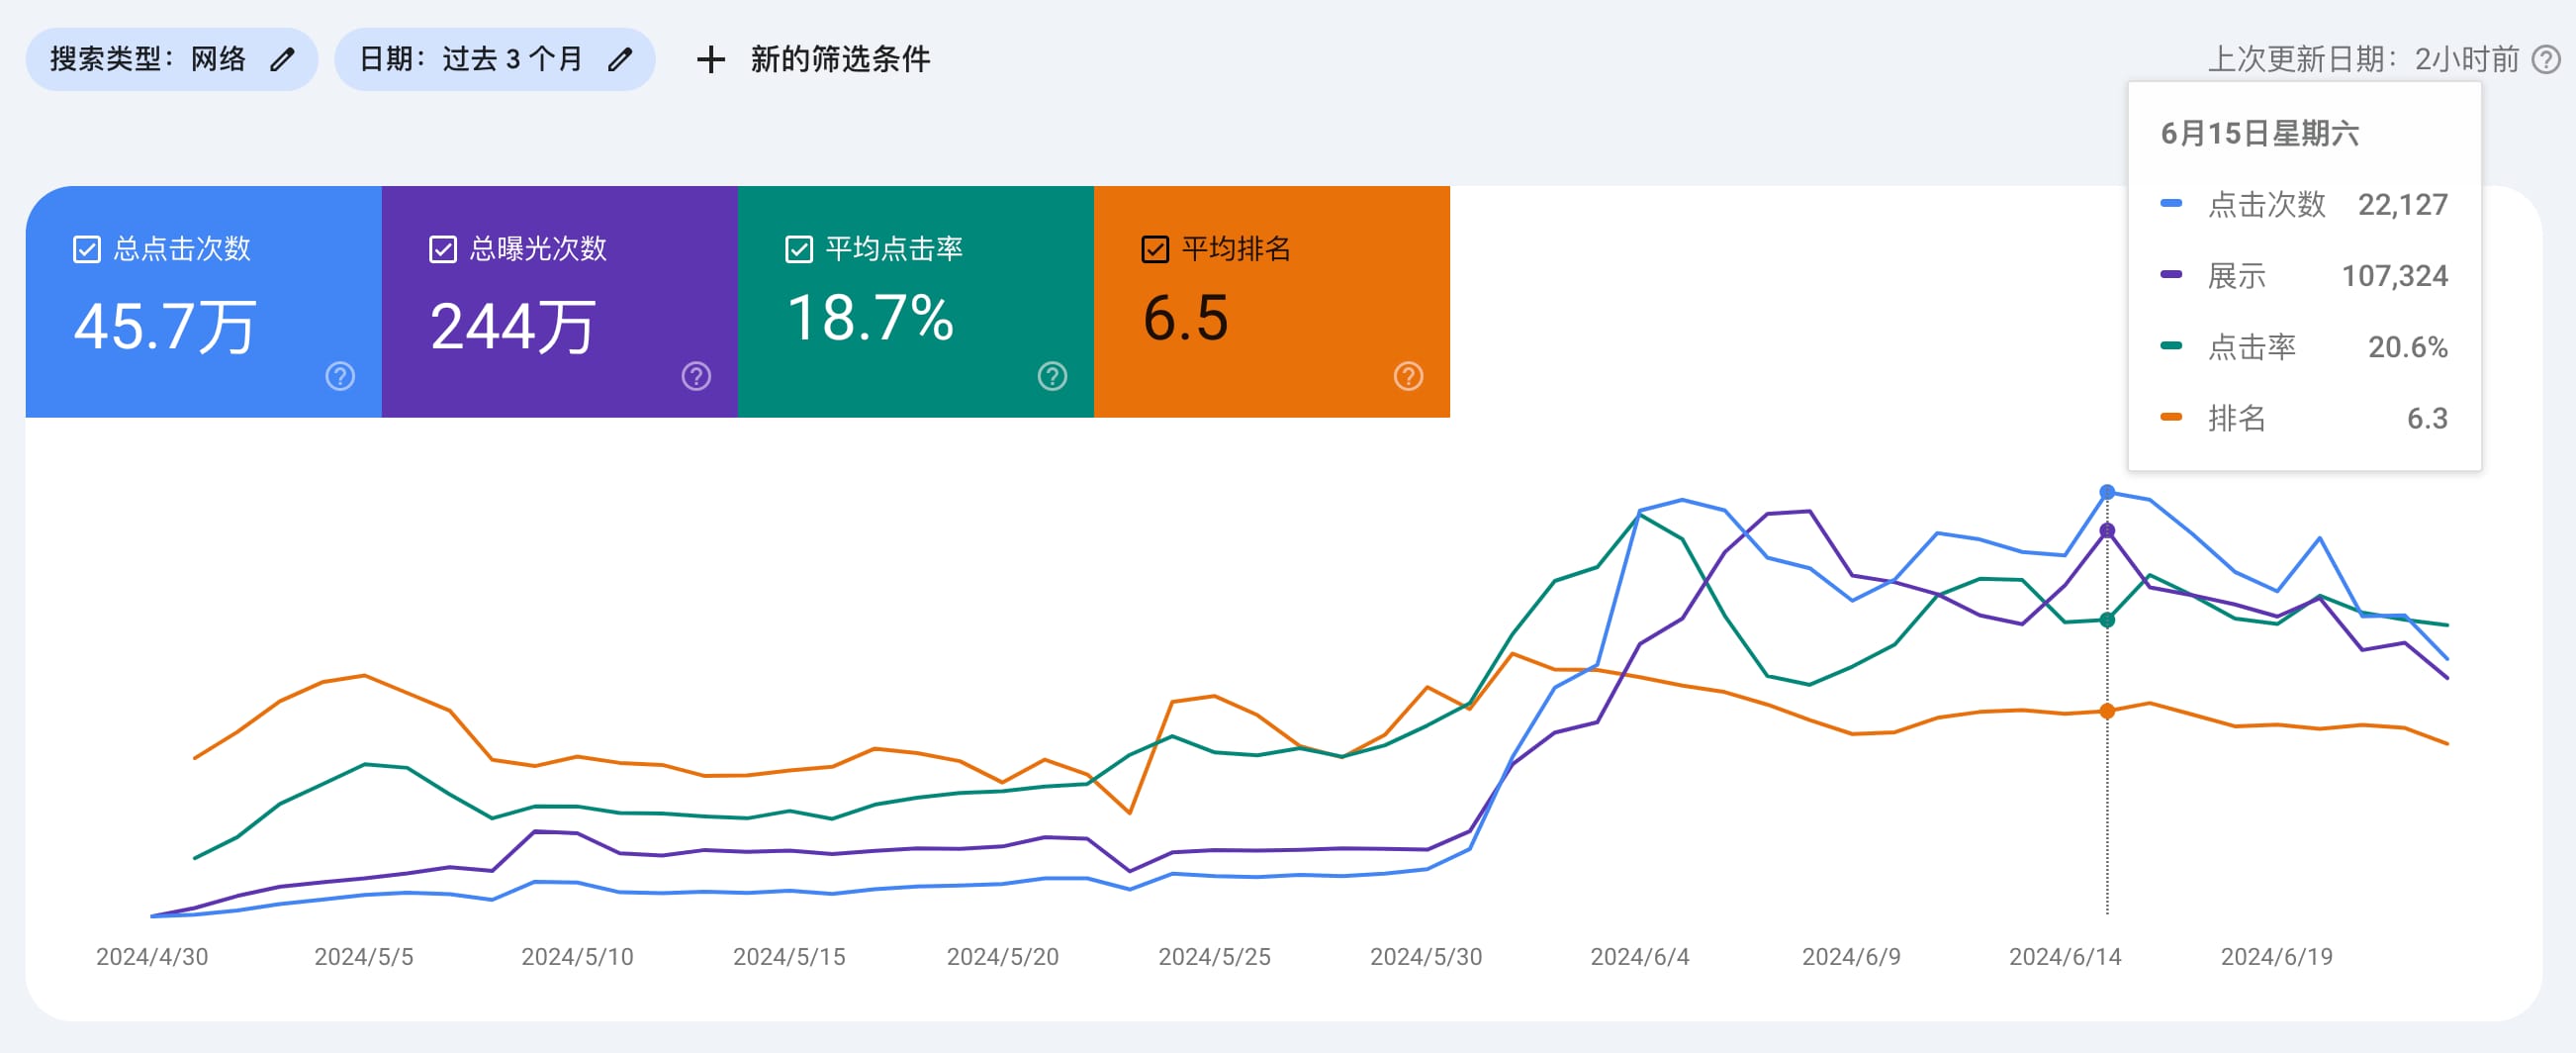 搜索类型：网络
日期：过去 3 个月
新的筛选条件
上次更新日期：2小时前
6月15日星期六
点击次数 22,127
展示 107,324
点击率 20.6%
排名 6.3
总点击次数
45.7万
总曝光次数
244万
平均点击率
18.7%
平均排名
6.5
2024/4/30 2024/5/5 2024/5/10 2024/5/15 2024/5/20 2024/5/25 2024/5/30 2024/6/4 2024/6/9 2024/6/14 2024/6/19